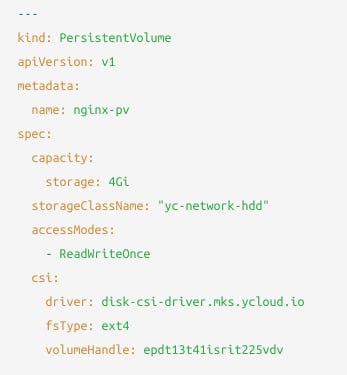 ---
kind: PersistentVolume
apiVersion: v1
metadata:
  name: nginx-pv
spec:
  capacity:
    storage: 4Gi
  storageClassName: "yc-network-hdd"
  accessModes:
    - ReadWriteOnce
  csi:
    driver: disk-csi-driver.mks.ycloud.io
    fsType: ext4
    volumeHandle: epdt13t41isrit225vdv